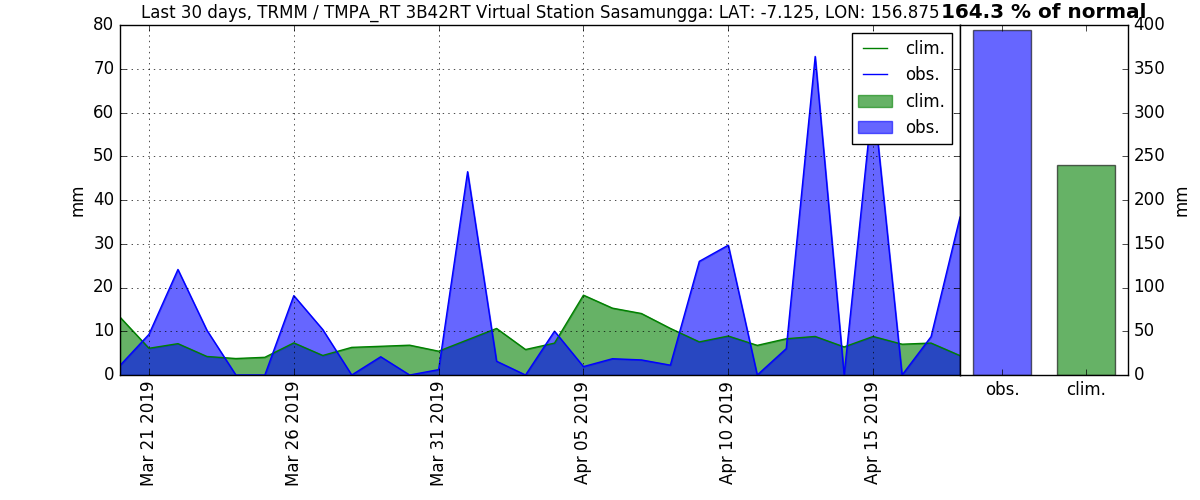 Last 30 days, TRMM / TMPA_RT 3B42RT Virtual Station Sasamungga: LAT: -7.125, LON: 156.875
164.3 % of normal
80
70
60
50
40
30
20
10
0
mm
clim.
obs.
clim.
obs.
Mar 21 2019
Mar 26 2019
Mar 31 2019
Apr 05 2019
Apr 10 2019
Apr 15 2019
400
350
300
250
200
150
100
50
0
mm
obs.
clim.